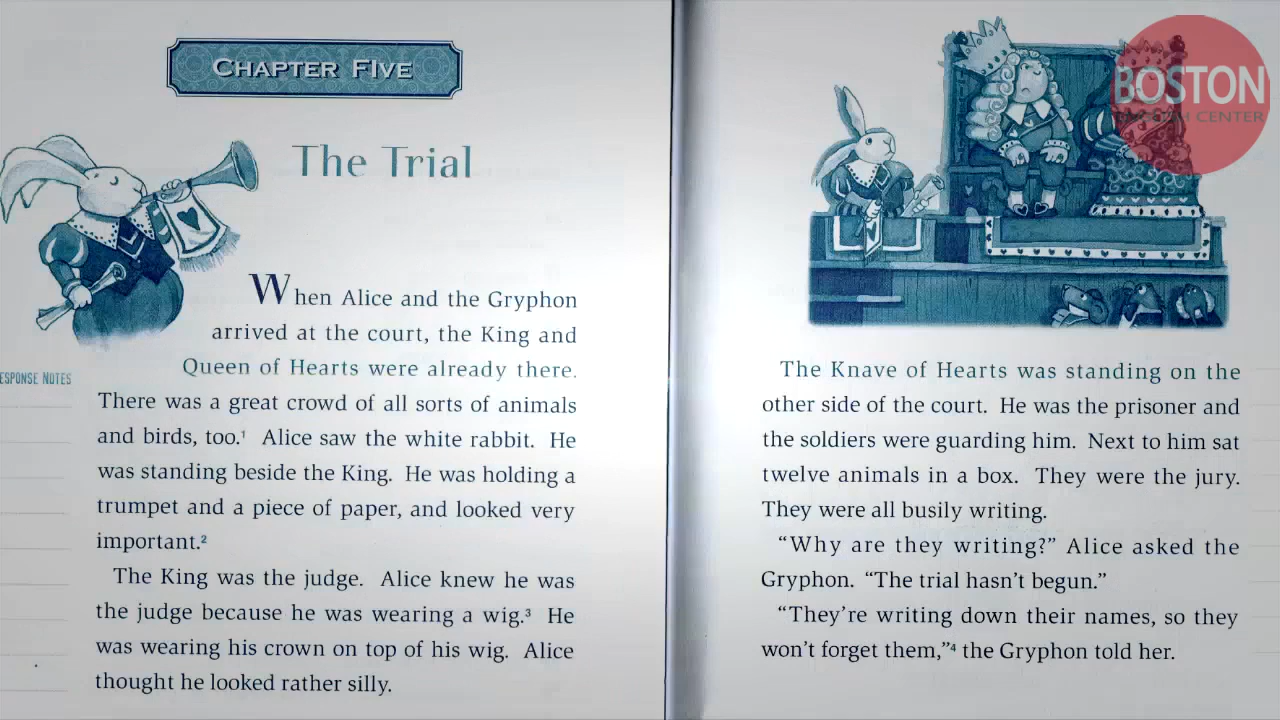 CHAPTER FIVE
The Trial
When Alice and the Gryphon
arrived at the court, the King and
Queen of Hearts were already there.
ESPONSE NOTES
There was a great crowd of all sorts of animals
and birds, too.¹ Alice saw the white rabbit. He
was standing beside the King. He was holding a
trumpet and a piece of paper, and looked very
important.²
The King was the judge. Alice knew he was
the judge because he was wearing a wig.³ He
was wearing his crown on top of his wig. Alice
thought he looked rather silly.
BOSTON
CENTER
The Knave of Hearts was standing on the
other side of the court. He was the prisoner and
the soldiers were guarding him. Next to him sat
twelve animals in a box. They were the jury.
They were all busily writing.
“Why are they writing?” Alice asked the
Gryphon. “The trial hasn’t begun.”
“They’re writing down their names, so they
won’t forget them,”⁴ the Gryphon told her.